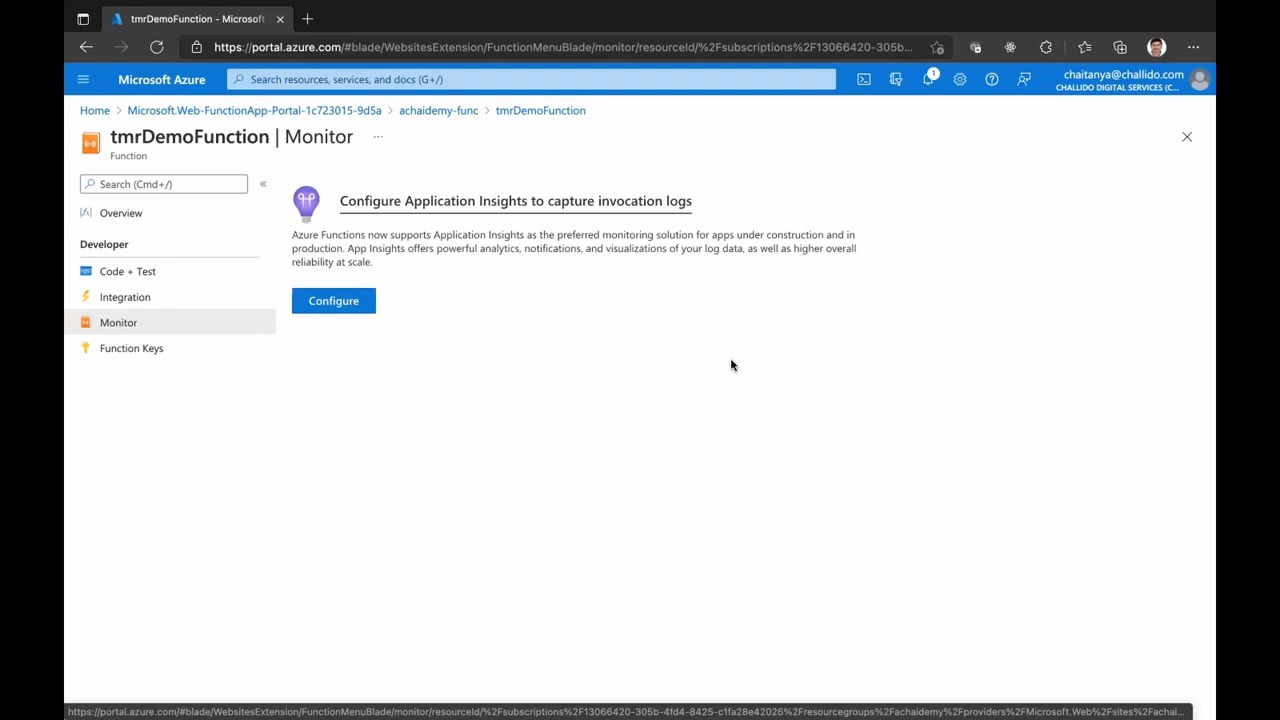 tmrDemoFunction - Microsoft
https://portal.azure.com/#blade/WebsitesExtension/FunctionMenuBlade/monitor/resourceId/%2Fsubscriptions%2F13066420-305b...
Microsoft Azure
Search resources, services, and docs (G+/)
1
chaitanya@challido.com
CHALLIDO DIGITAL SERVICES (C...
Home > Microsoft.Web-FunctionApp-Portal-1c723015-9d5a > achaidemy-func > tmrDemoFunction
tmrDemoFunction | Monitor ...
Function
Search (Cmd+/)
«
Overview
Developer
Code + Test
Integration
Monitor
Function Keys
Configure Application Insights to capture invocation logs
Azure Functions now supports Application Insights as the preferred monitoring solution for apps under construction and in
production. App Insights offers powerful analytics, notifications, and visualizations of your log data, as well as higher overall
reliability at scale.
Configure
https://portal.azure.com/#blade/WebsitesExtension/FunctionMenuBlade/monitor/resourceId/%2Fsubscriptions%2F13066420-305b-4fd4-8425-c1fa28e42026%2Fresourcegroups%2Fachaidemy%2Fproviders%2FMicrosoft.Web%2Fsites%2Fachai...